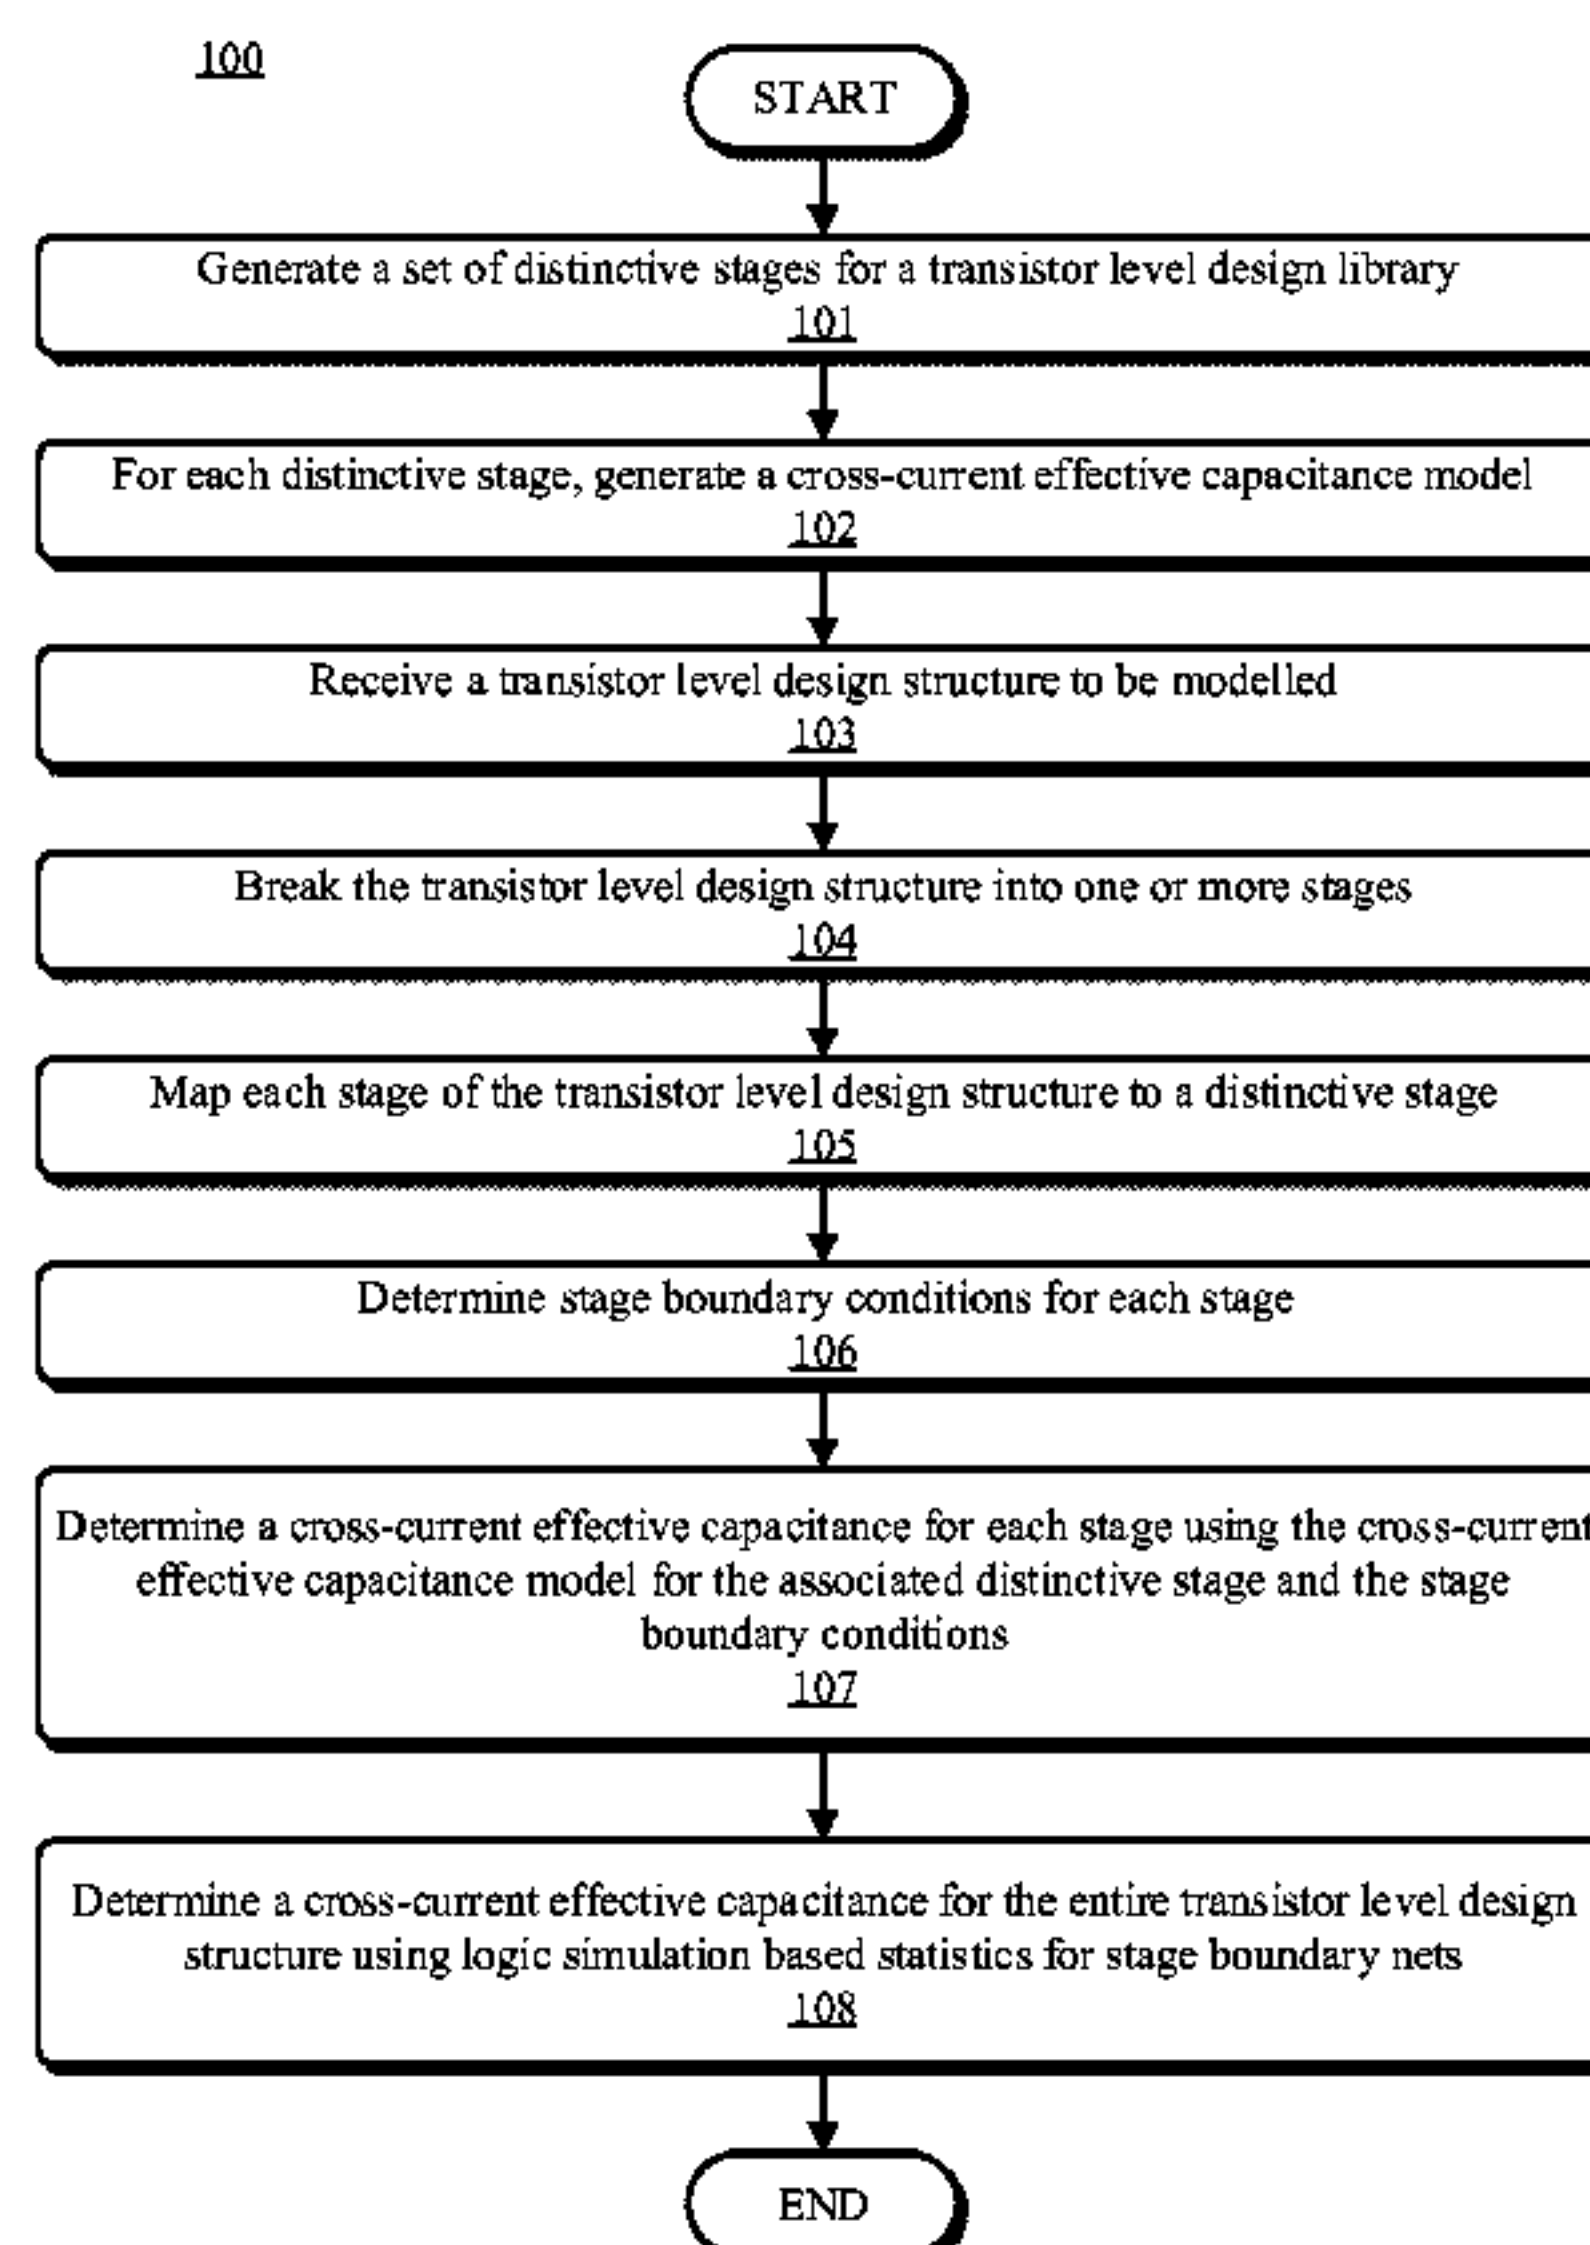 100
START
Generate a set of distinctive stages for a transistor level design library
101
For each distinctive stage, generate a cross-current effective capacitance model
102
Receive a transistor level design structure to be modelled
103
Break the transistor level design structure into one or more stages
104
Map each stage of the transistor level design structure to a distinctive stage
105
Determine stage boundary conditions for each stage
106
Determine a cross-current effective capacitance for each stage using the cross-current
effective capacitance model for the associated distinctive stage and the stage
boundary conditions
107
Determine a cross-current effective capacitance for the entire transistor level design
structure using logic simulation based statistics for stage boundary nets
108
END